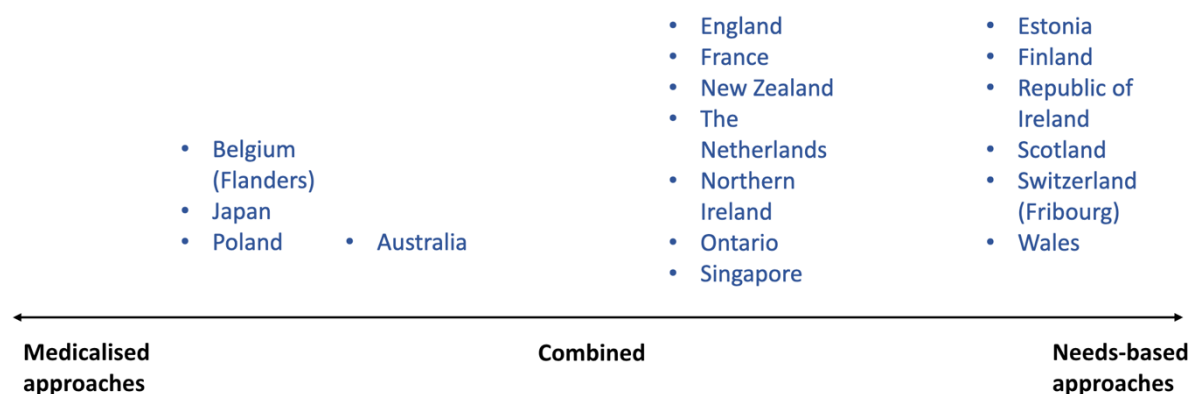 • Belgium
(Flanders)
• Japan
• Poland
• Australia
• England
• France
• New Zealand
• The
Netherlands
• Northern
Ireland
• Ontario
• Singapore
• Estonia
• Finland
• Republic of
Ireland
• Scotland
• Switzerland
(Fribourg)
• Wales
Medicalised
approaches
Combined
Needs-based
approaches